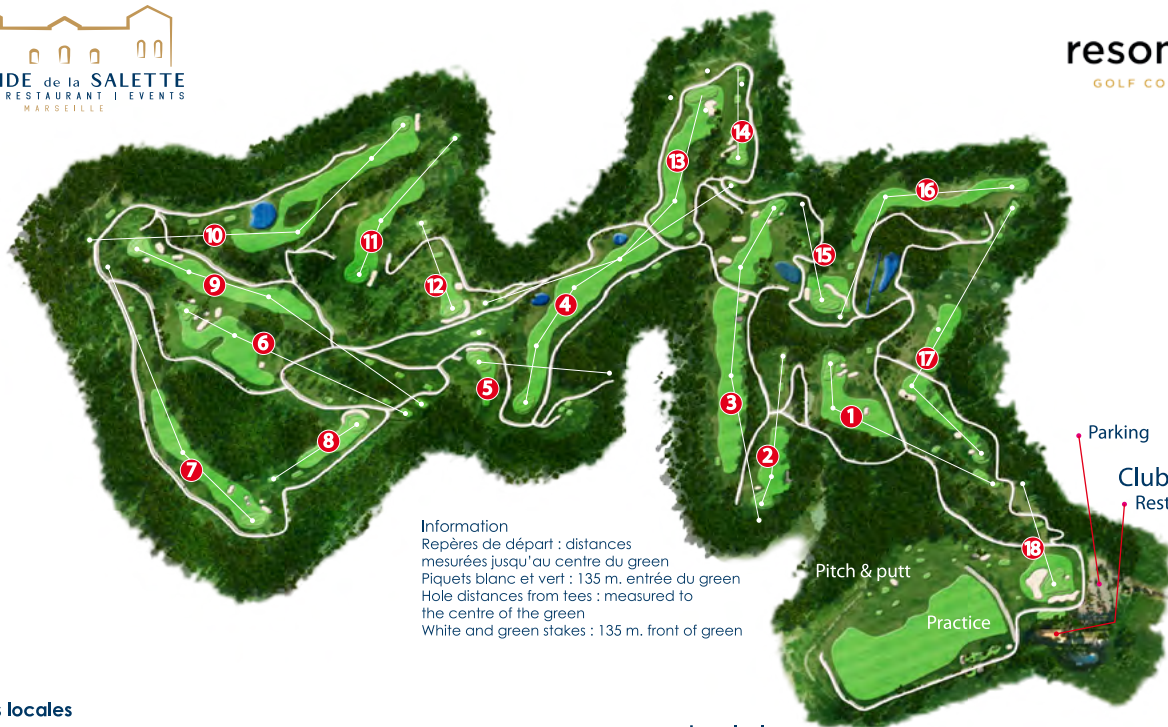 DE de la SALETTE
RESTAURANT | EVENTS
MARSEILLE
resor
GOLF CO
14
13
16
10
11
15
12
9
4
6
17
5
3
1
8
2
7
Parking
Club
Rest
18
Information
Repères de départ : distances
mesurées jusqu'au centre du green
Piquets blanc et vert : 135 m. entrée du green
Hole distances from tees : measured to
the centre of the green
White and green stakes : 135 m. front of green
Pitch & putt
Practice
s locales